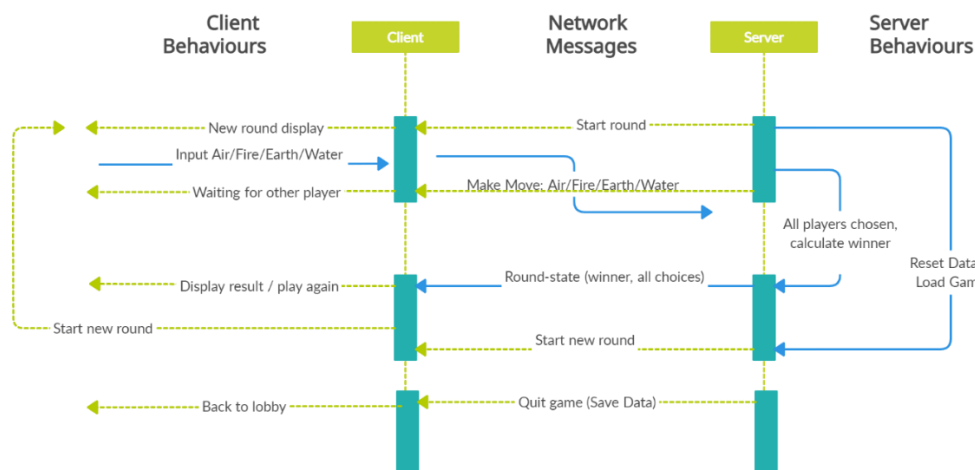 Client
Behaviours
Client
Network
Messages
Server
Server
Behaviours
New round display
Start round
Input Air/Fire/Earth/Water
Waiting for other player
Make Move: Air/Fire/Earth/Water
All players chosen,
calculate winner
Reset Data
Load Gam
Display result / play again
Round-state (winner, all choices)
Start new round
Start new round
Back to lobby
Quit game (Save Data)